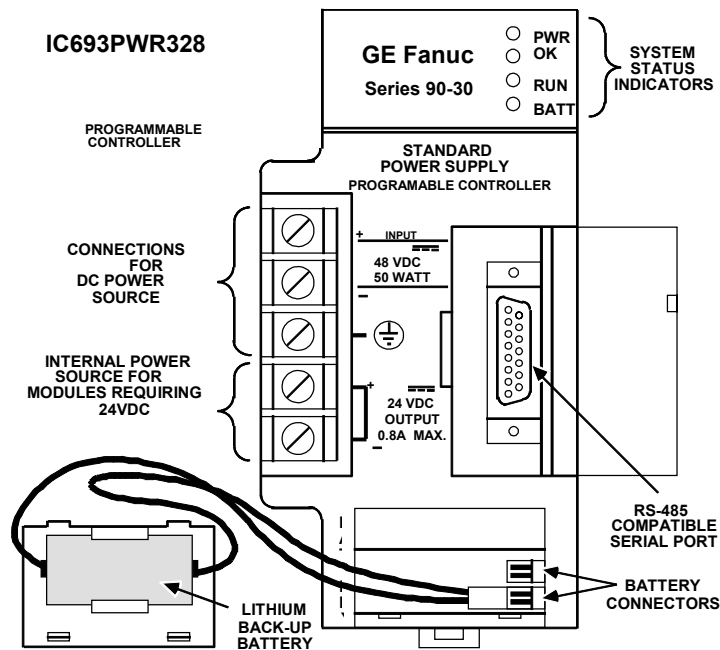 IC693PWR328
GE Fanuc
Series 90-30
PWR
OK
RUN
BATT
SYSTEM
STATUS
INDICATORS
PROGRAMMABLE
CONTROLLER
STANDARD
POWER SUPPLY
PROGRAMABLE CONTROLLER
CONNECTIONS
FOR
DC POWER
SOURCE
+ INPUT
48 VDC
50 WATT
–
INTERNAL POWER
SOURCE FOR
MODULES REQUIRING
24VDC
+
24 VDC
OUTPUT
0.8A MAX.
–
RS-485
COMPATIBLE
SERIAL PORT
BATTERY
CONNECTORS
LITHIUM
BACK-UP
BATTERY